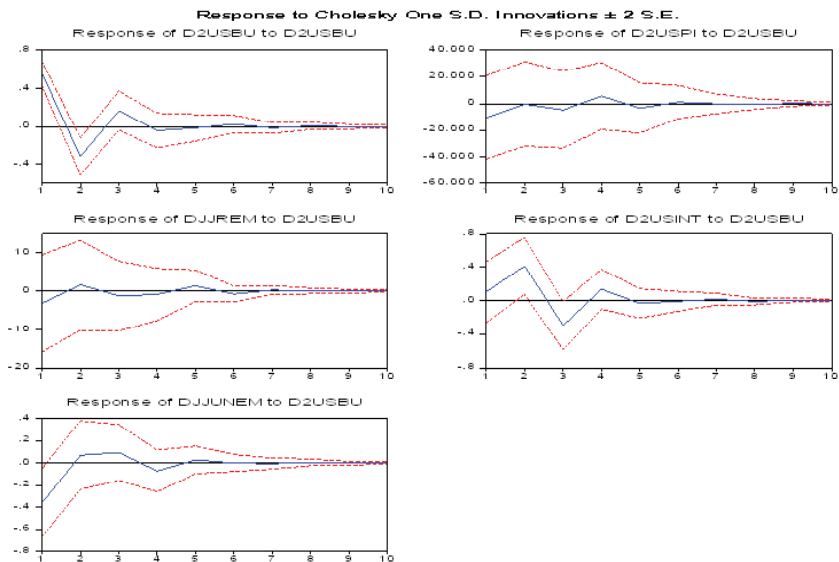 Response to Cholesky One S.D. Innovations ± 2 S.E.
Response of D2USBU to D2USBU
.8
.4
.0
-.4
1 2 3 4 5 6 7 8 9 10
Response of D2USPI to D2USBU
40.000
20.000
0
-20.000
-40.000
-60.000
1 2 3 4 5 6 7 8 9 10
Response of DJJREM to D2USBU
10
0
-10
-20
1 2 3 4 5 6 7 8 9 10
Response of D2USINT to D2USBU
.8
.4
.0
-.4
-.8
1 2 3 4 5 6 7 8 9 10
Response of DJJUNEM to D2USBU
.4
.2
.0
-.2
-.4
-.6
-.8
1 2 3 4 5 6 7 8 9 10